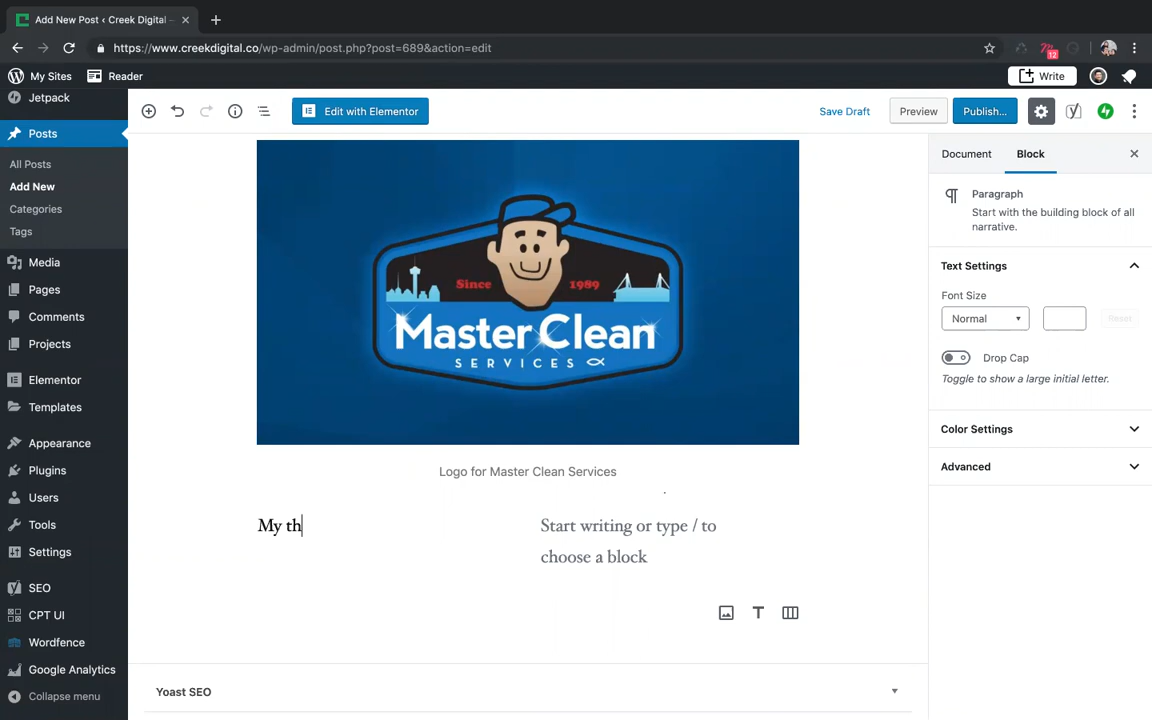 Add New Post ‹ Creek Digital –
https://www.creekdigital.co/wp-admin/post.php?post=689&action=edit
12
My Sites
Reader
Write
Jetpack
Edit with Elementor
Save Draft
Preview
Publish...
Posts
All Posts
Add New
Categories
Tags
Media
Pages
Comments
Projects
Elementor
Templates
Appearance
Plugins
Users
Tools
Settings
SEO
CPT UI
Wordfence
Google Analytics
Collapse menu
Since 1989
Master Clean
SERVICES
Logo for Master Clean Services
My th
Start writing or type / to
choose a block
Yoast SEO
Document
Block
Paragraph
Start with the building block of all
narrative.
Text Settings
Font Size
Normal
Reset
Drop Cap
Toggle to show a large initial letter.
Color Settings
Advanced